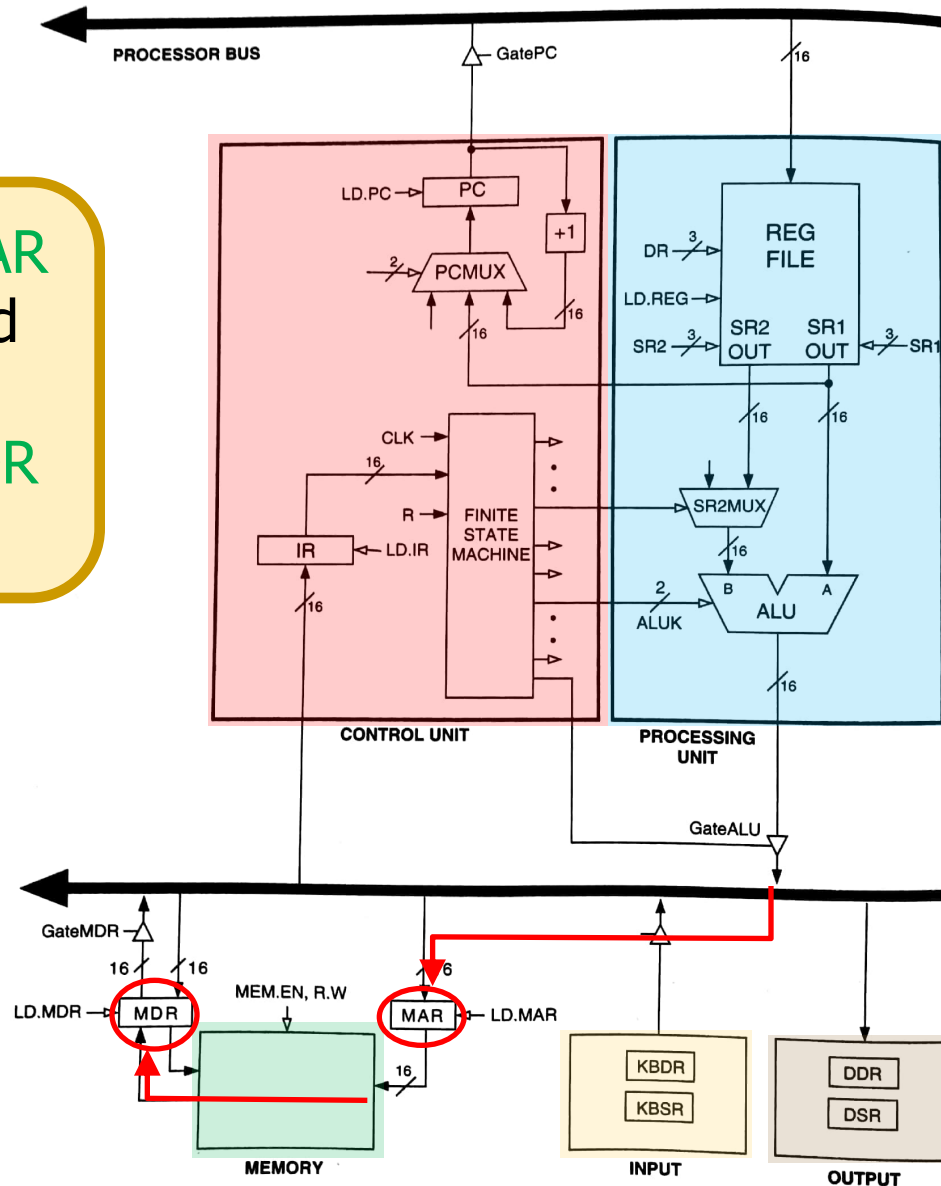 PROCESSOR BUS
GatePC
16
LD.PC
PC
+1
2
PCMUX
16
16
REG
FILE
DR
3
LD.REG
SR2
3
SR2
OUT
SR1
OUT
3
SR1
AR
d
R
CLK
16
R
FINITE
STATE
MACHINE
IR
LD.IR
16
16
16
SR2MUX
16
B
A
ALU
2
ALUK
16
CONTROL UNIT
PROCESSING
UNIT
GateALU
GateMDR
16
16
6
LD.MDR
MDR
MEM.EN, R.W
MAR
LD.MAR
16
KBDR
KBSR
DDR
DSR
MEMORY
INPUT
OUTPUT